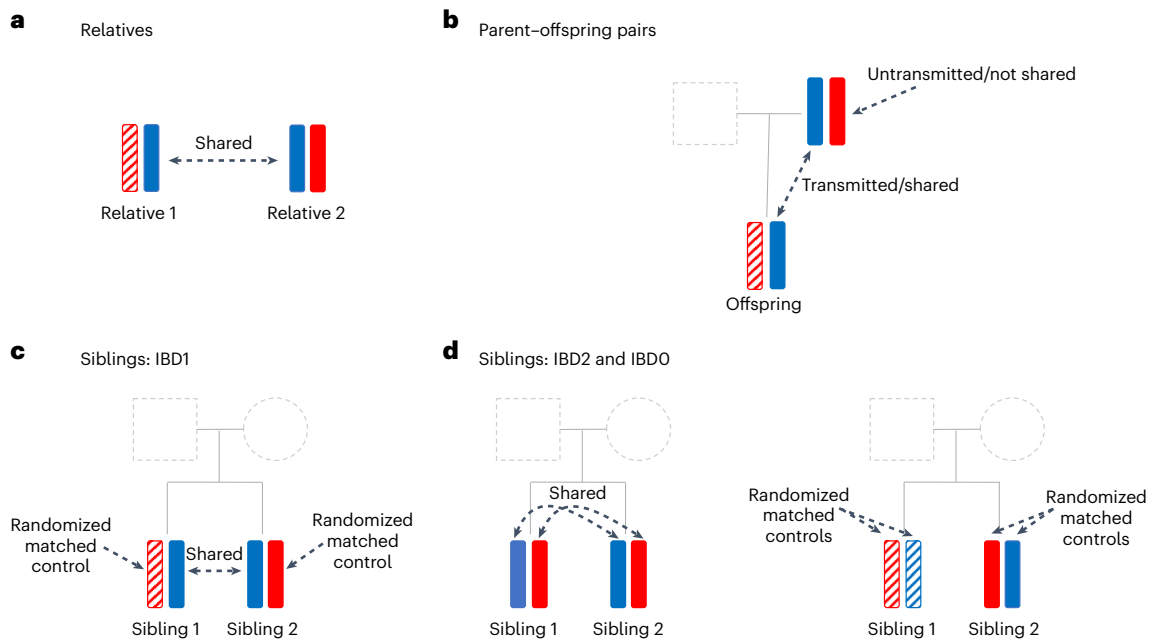 a
Relatives
Shared
Relative 1
Relative 2
b
Parent–offspring pairs
Untransmitted/not shared
Transmitted/shared
Offspring
c
Siblings: IBD1
Randomized
matched
control
Shared
Randomized
matched
control
Sibling 1
Sibling 2
d
Siblings: IBD2 and IBD0
Shared
Sibling 1
Sibling 2
Randomized
matched
controls
Randomized
matched
controls
Sibling 1
Sibling 2